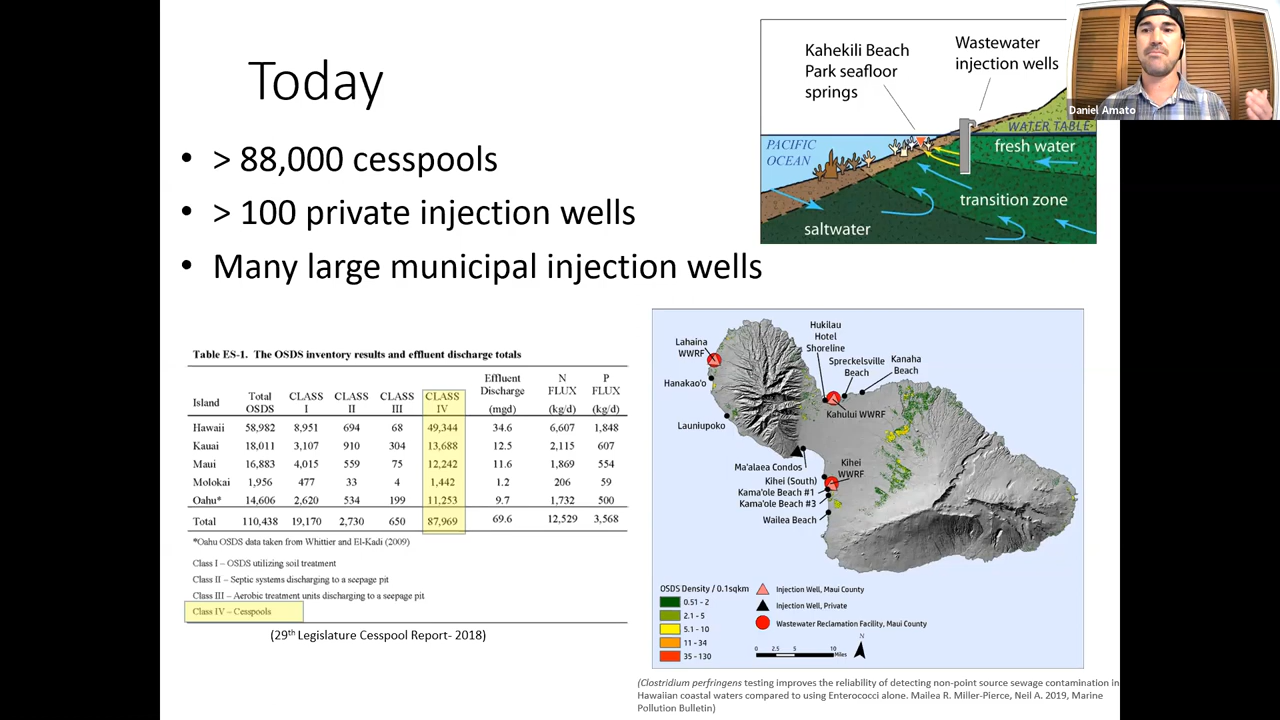 Today
• > 88,000 cesspools
• > 100 private injection wells
• Many large municipal injection wells
Kahekili Beach
Park seafloor
springs
Wastewater
injection wells
PACIFIC
OCEAN
WATER TABLE
fresh water
transition zone
saltwater
Daniel Amato
Table ES-1. The OSDS inventory results and effluent discharge totals
Island Total OSDS CLASS I CLASS II CLASS III CLASS IV Effluent Discharge (mgd) N FLUX (kg/d) P FLUX (kg/d)
Hawaii 58,982 8,951 694 68 49,344 34.6 6,607 1,848
Kauai 18,011 3,107 910 304 13,688 12.5 2,115 607
Maui 16,883 4,015 559 75 12,242 11.6 1,869 554
Molokai 1,956 477 33 4 1,442 1.2 206 59
Oahu* 14,606 2,620 534 199 11,253 9.7 1,732 500
Total 110,438 19,170 2,730 650 87,969 69.6 12,529 3,568
*Oahu OSDS data taken from Whittier and El-Kadi (2009)
Class I – OSDS utilizing soil treatment
Class II – Septic systems discharging to a seepage pit
Class III – Aerobic treatment units discharging to a seepage pit
Class IV – Cesspools
(29th Legislature Cesspool Report- 2018)
Lahaina
WWRF
Hanakao'o
Launiupoko
Hukilau
Hotel
Shoreline
Spreckelsville
Beach
Kanaha
Beach
Kahului WWRF
Ma'alaea Condos
Kihei
WWRF
Kihei (South)
Kama'ole Beach #1
Kama'ole Beach #3
Wailea Beach
OSDS Density / 0.1sqkm
0.51 - 2
2.1 - 5
5.1 - 10
11 - 34
35 - 130
Injection Well, Maui County
Injection Well, Private
Wastewater Reclamation Facility, Maui County
0 2.5 5 10
Miles
N
(Clostridium perfringens testing improves the reliability of detecting non-point source sewage contamination in
Hawaiian coastal waters compared to using Enterococci alone. Mailea R. Miller-Pierce, Neil A. 2019, Marine
Pollution Bulletin)